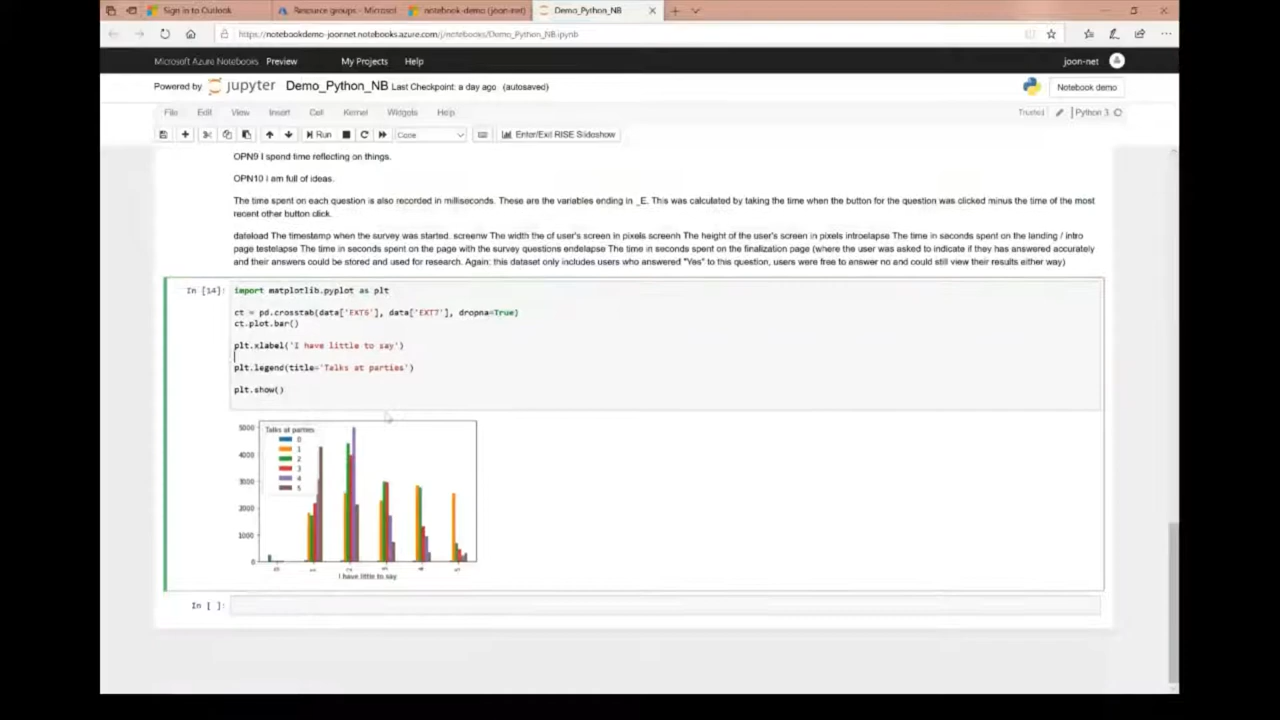 Sign in to Outlook
Resource groups - Microsof
notebook-demo (joon-net)
Demo_Python_NB
https://notebookdemo-joonnet.notebooks.azure.com/j/notebooks/Demo_Python_NB.ipynb
Microsoft Azure Notebooks Preview My Projects Help joon-net
Powered by jupyter Demo_Python_NB Last Checkpoint: a day ago (autosaved) Notebook demo
File Edit View Insert Cell Kernel Widgets Help Trusted Python 3
Run Code Enter/Exit RISE Slideshow
OPN9 I spend time reflecting on things.
OPN10 I am full of ideas.
The time spent on each question is also recorded in milliseconds. These are the variables ending in _E. This was calculated by taking the time when the button for the question was clicked minus the time of the most
recent other button click.
dateload The timestamp when the survey was started. screenw The width the of user's screen in pixels screenh The height of the user's screen in pixels introelapse The time in seconds spent on the landing / intro
page testelapse The time in seconds spent on the page with the survey questions endelapse The time in seconds spent on the finalization page (where the user was asked to indicate if they has answered accurately
and their answers could be stored and used for research. Again: this dataset only includes users who answered "Yes" to this question, users were free to answer no and could still view their results either way)
In [14]: import matplotlib.pyplot as plt
ct = pd.crosstab(data['EXT6'], data['EXT7'], dropna=True)
ct.plot.bar()
plt.xlabel('I have little to say')
plt.legend(title='Talks at parties')
plt.show()
5000
4000
3000
2000
1000
0
Talks at parties
0
1
2
3
4
5
0 1 2 3 4 5
I have little to say
In [ ]: